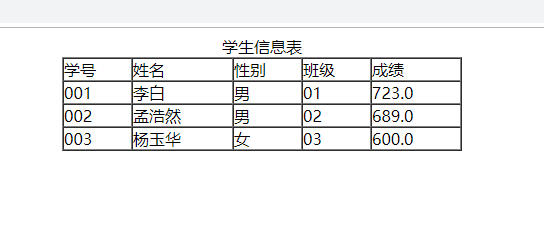 学生信息表
学号 姓名 性别 班级 成绩
001 李白 男 01 723.0
002 孟浩然 男 02 689.0
003 杨玉华 女 03 600.0